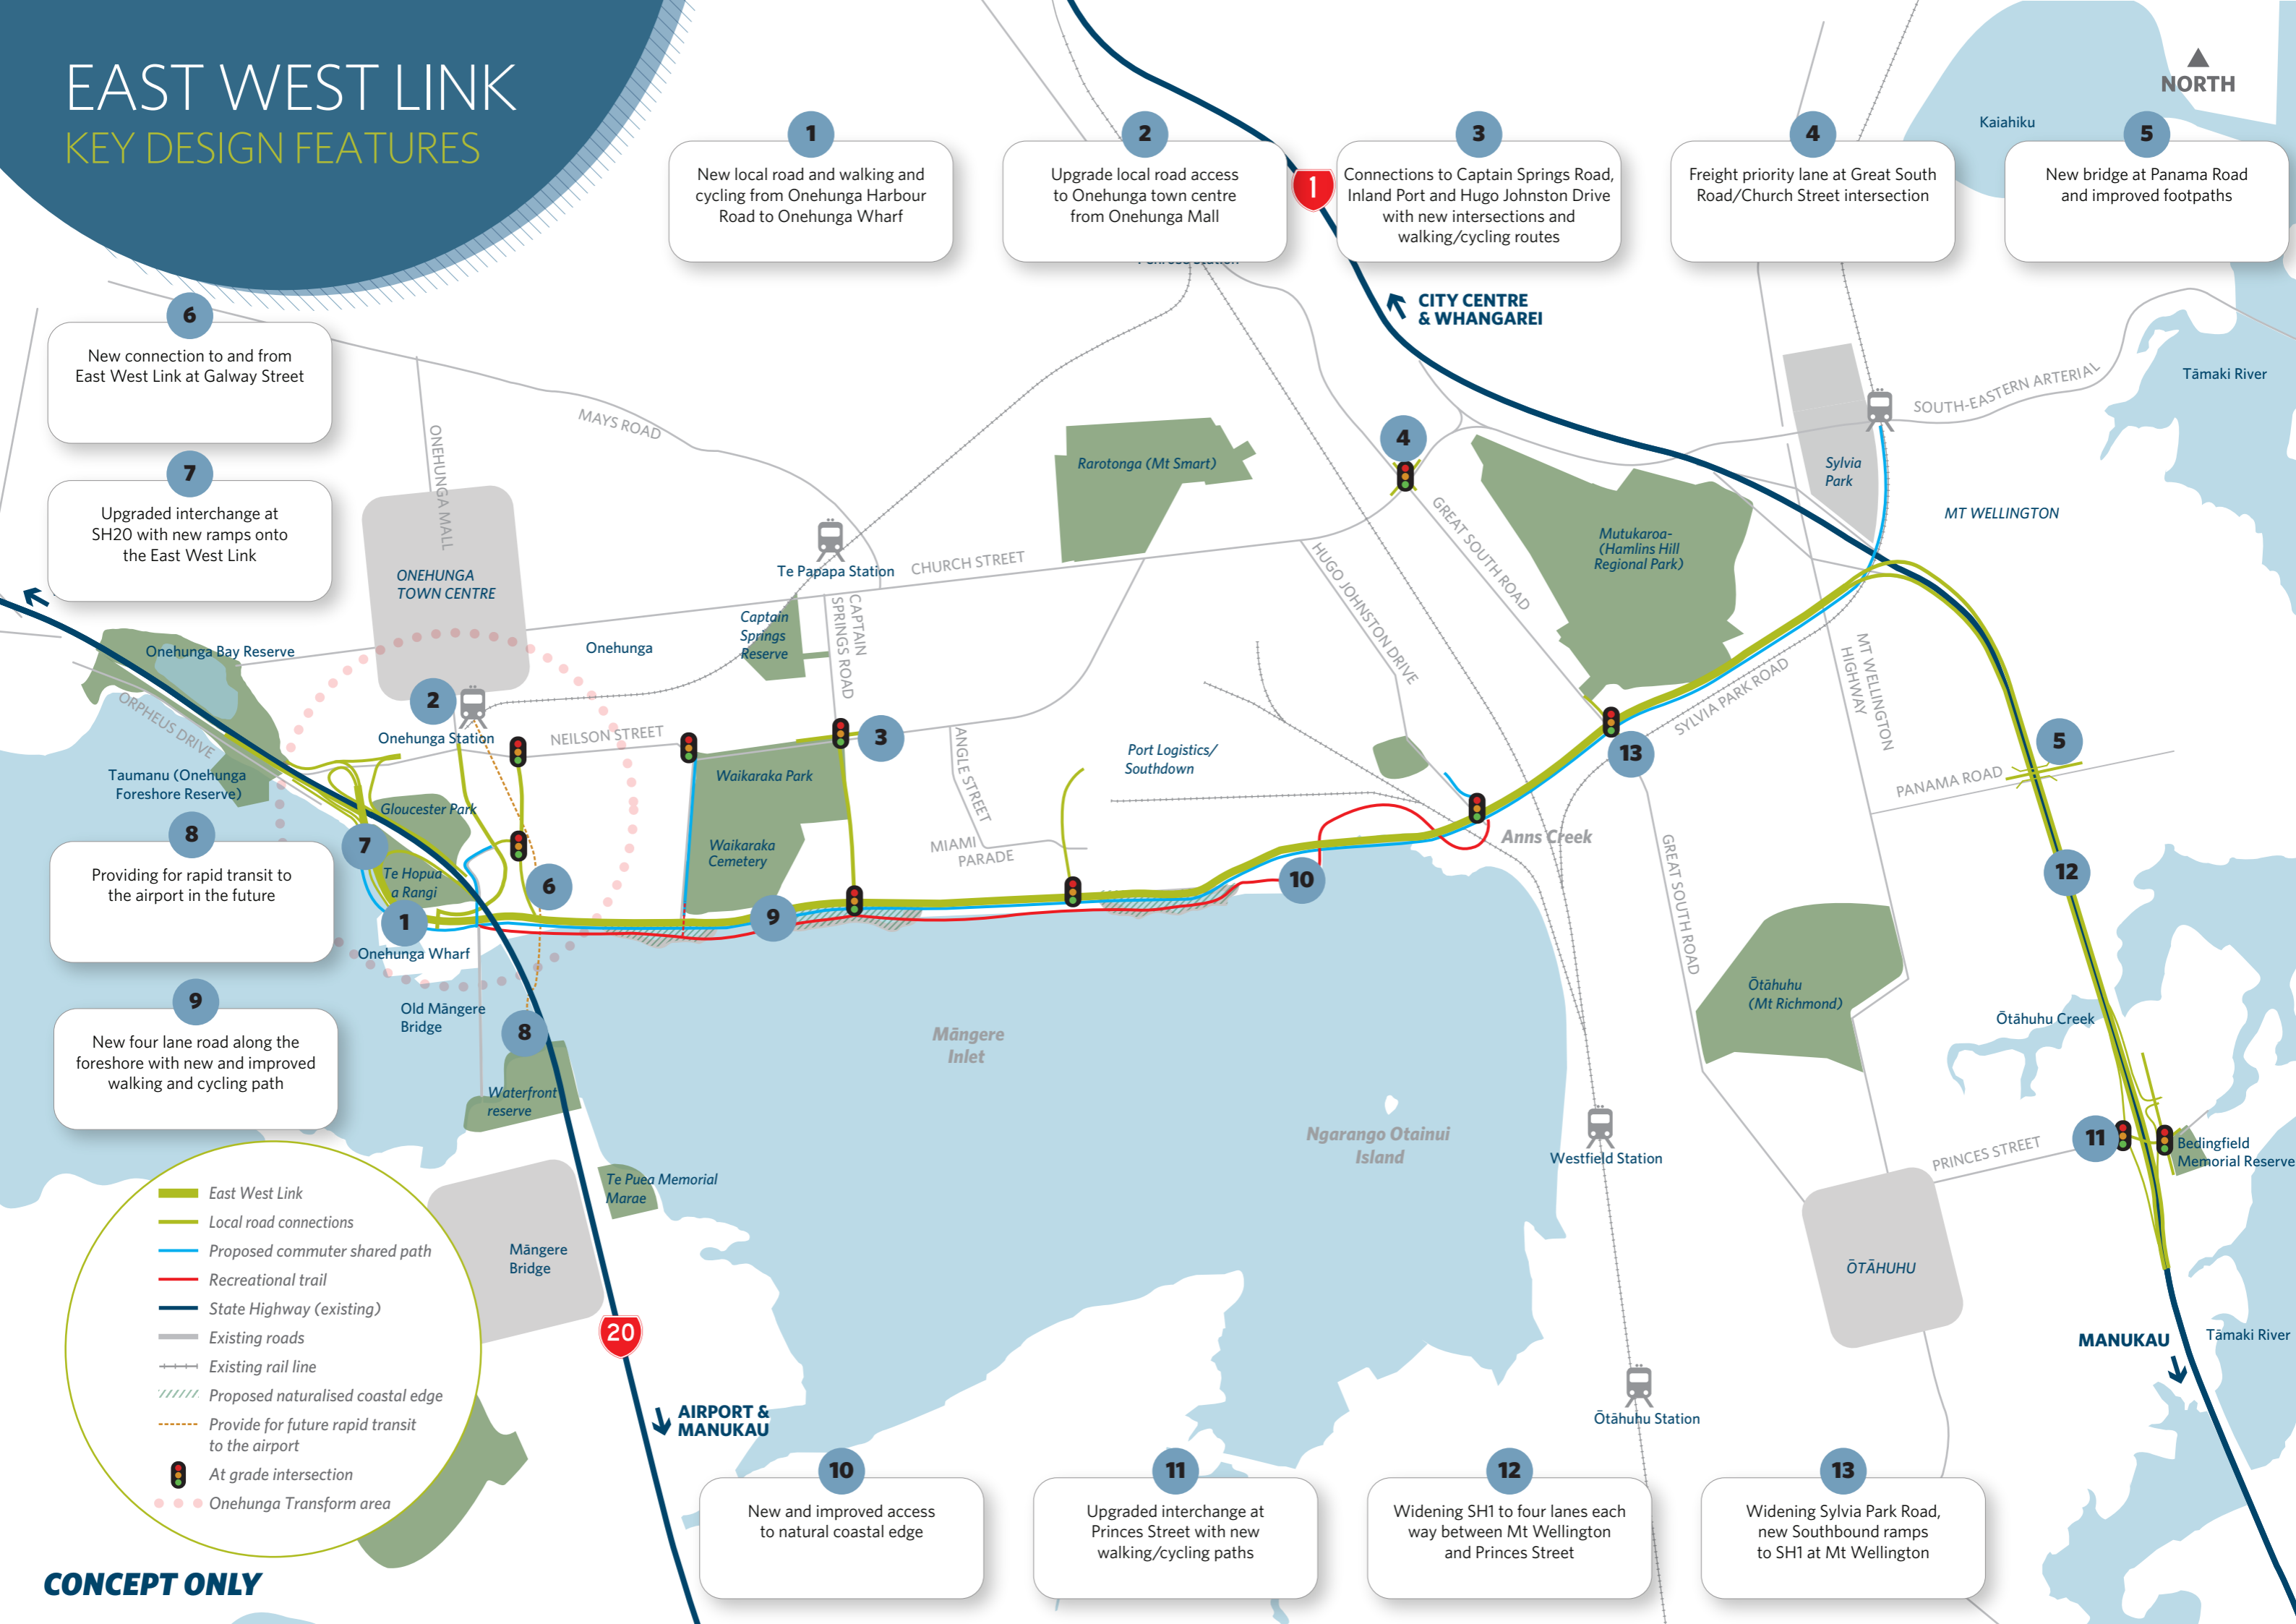 EAST WEST LINK
KEY DESIGN FEATURES
NORTH
Kaiahiku
1
New local road and walking and
cycling from Onehunga Harbour
Road to Onehunga Wharf
2
Upgrade local road access
to Onehunga town centre
from Onehunga Mall
3
Connections to Captain Springs Road,
Inland Port and Hugo Johnston Drive
with new intersections and
walking/cycling routes
4
Freight priority lane at Great South
Road/Church Street intersection
5
New bridge at Panama Road
and improved footpaths
1
CITY CENTRE
& WHANGAREI
6
New connection to and from
East West Link at Galway Street
7
Upgraded interchange at
SH20 with new ramps onto
the East West Link
8
Providing for rapid transit to
the airport in the future
9
New four lane road along the
foreshore with new and improved
walking and cycling path
Tāmaki River
SOUTH-EASTERN ARTERIAL
MAYS ROAD
ONEHUNGA MALL
4
Rarotonga (Mt Smart)
Sylvia
Park
GREAT SOUTH ROAD
MT WELLINGTON
Mutukaroa-
(Hamlins Hill
Regional Park)
Te Papapa Station
CHURCH STREET
HUGO JOHNSTON DRIVE
ONEHUNGA
TOWN CENTRE
Captain
Springs
Reserve
CAPTAIN
SPRINGS ROAD
Onehunga Bay Reserve
Onehunga
MT WELLINGTON
HIGHWAY
SYLVIA PARK ROAD
ORPHEUS DRIVE
2
Onehunga Station
NEILSON STREET
3
ANGLE STREET
Port Logistics/
Southdown
13
5
PANAMA ROAD
Taumanu (Onehunga
Foreshore Reserve)
Waikaraka Park
Gloucester Park
7
Waikaraka
Cemetery
MIAMI
PARADE
Anns Creek
GREAT SOUTH ROAD
Te Hopua
a Rangi
6
10
12
1
9
Onehunga Wharf
Old Māngere
Bridge
8
Māngere
Inlet
Ōtāhuhu
(Mt Richmond)
Ōtāhuhu Creek
Waterfront
reserve
Ngarango Otainui
Island
Westfield Station
11
PRINCES STREET
Bedingfield
Memorial Reserve
Te Puea Memorial
Marae
Māngere
Bridge
ŌTĀHUHU
20
MANUKAU
Tāmaki River
AIRPORT &
MANUKAU
Ōtāhuhu Station
East West Link
Local road connections
Proposed commuter shared path
Recreational trail
State Highway (existing)
Existing roads
Existing rail line
Proposed naturalised coastal edge
Provide for future rapid transit
to the airport
At grade intersection
Onehunga Transform area
10
New and improved access
to natural coastal edge
11
Upgraded interchange at
Princes Street with new
walking/cycling paths
12
Widening SH1 to four lanes each
way between Mt Wellington
and Princes Street
13
Widening Sylvia Park Road,
new Southbound ramps
to SH1 at Mt Wellington
CONCEPT ONLY